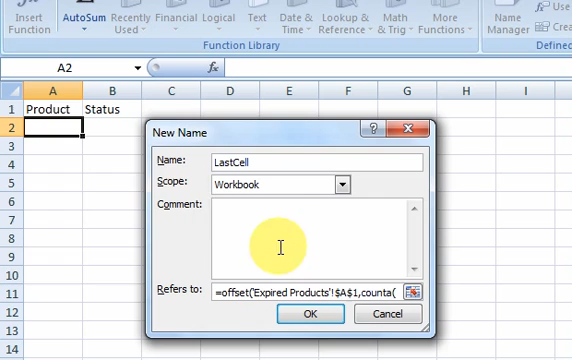 Insert Function
AutoSum
Recently Used
Financial
Logical
Text
Date & Time
Lookup & Reference
Math & Trig
More Functions
Name Manager
Use
Function Library
Define
A2
fx
A B C D E F G H I
1 Product Status
2
3
4
5
6
7
8
9
10
11
12
13
14
New Name
Name: LastCell
Scope: Workbook
Comment:
Refers to: =offset('Expired Products'!$A$1,counta(
OK Cancel